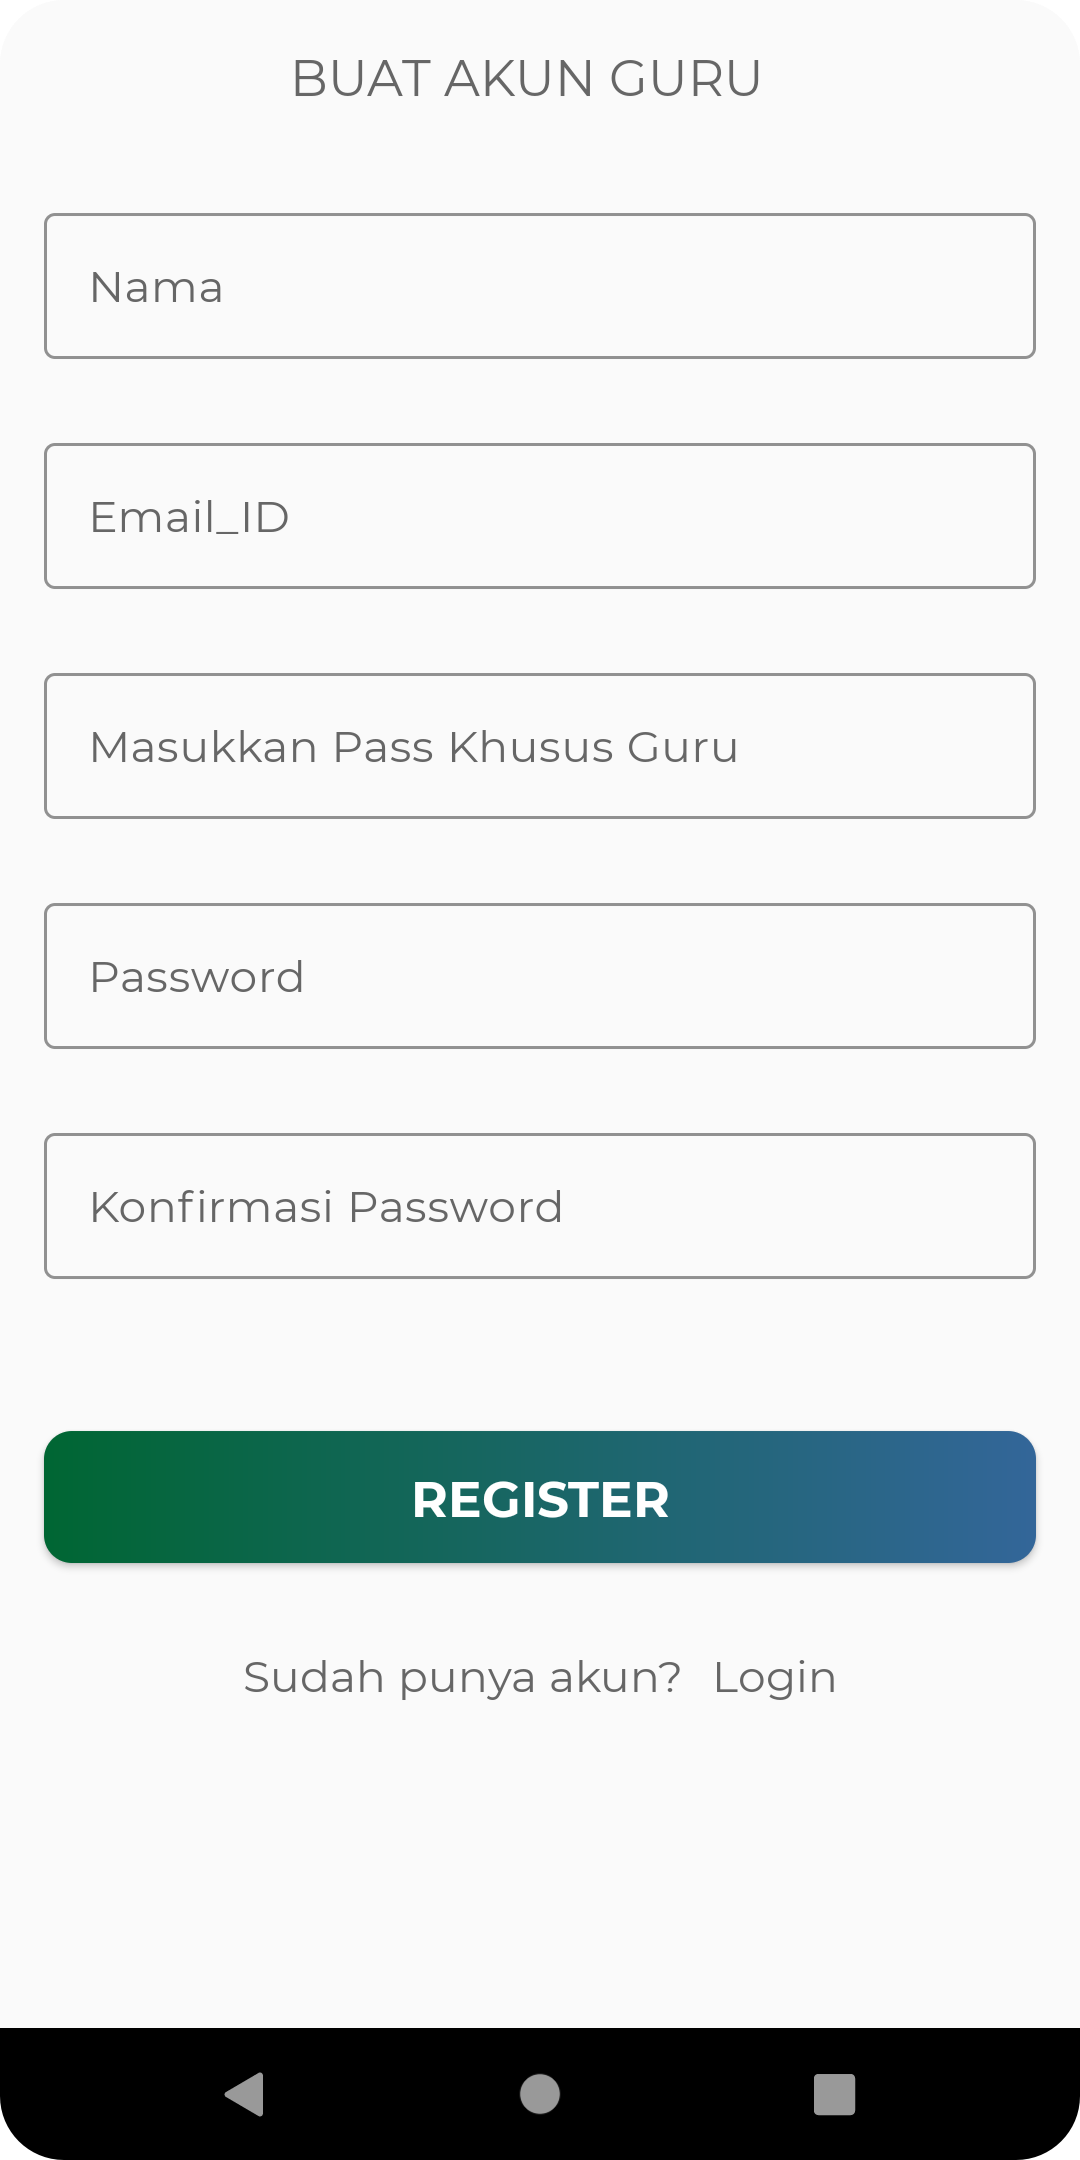 BUAT AKUN GURU
Nama
Email_ID
Masukkan Pass Khusus Guru
Password
Konfirmasi Password
REGISTER
Sudah punya akun? Login